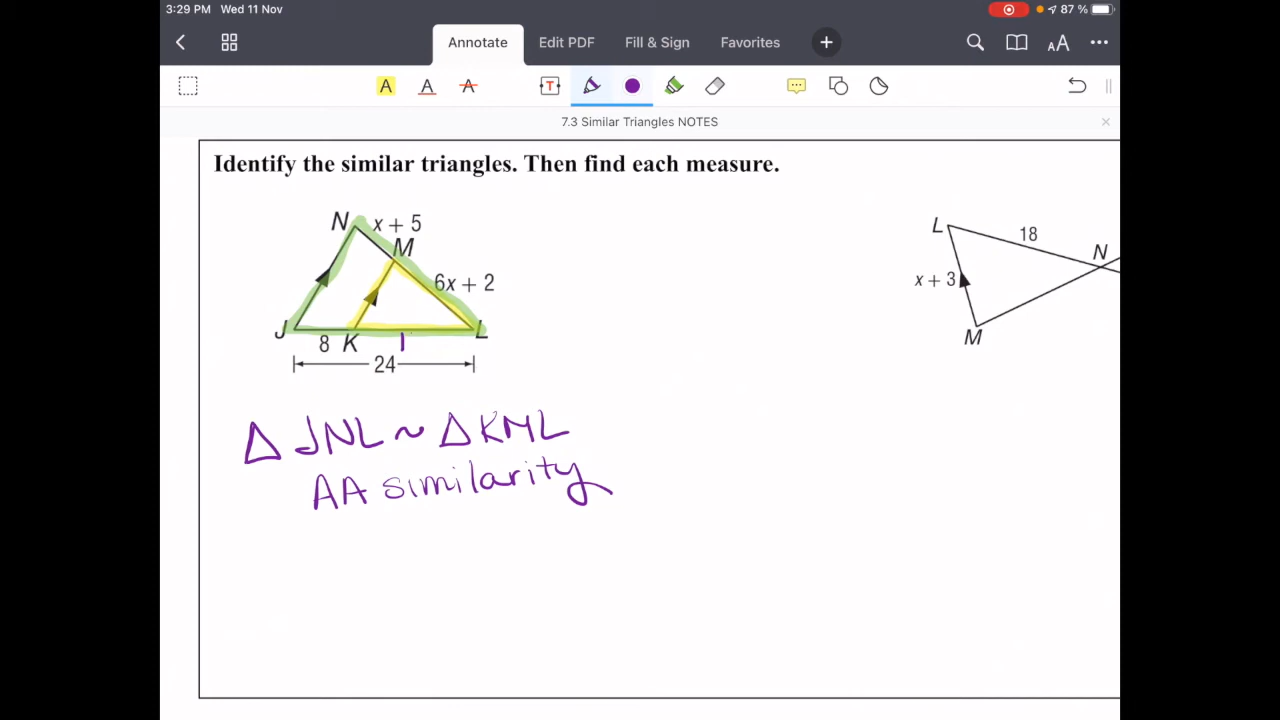 3:29 PM Wed 11 Nov 87 %
Annotate Edit PDF Fill & Sign Favorites
A A A T AA
7.3 Similar Triangles NOTES
Identify the similar triangles. Then find each measure.
N x + 5
M
6x + 2
J 8 K L
24
L 18 N
x + 3
M
Δ JNL ~ Δ KML
AA similarity